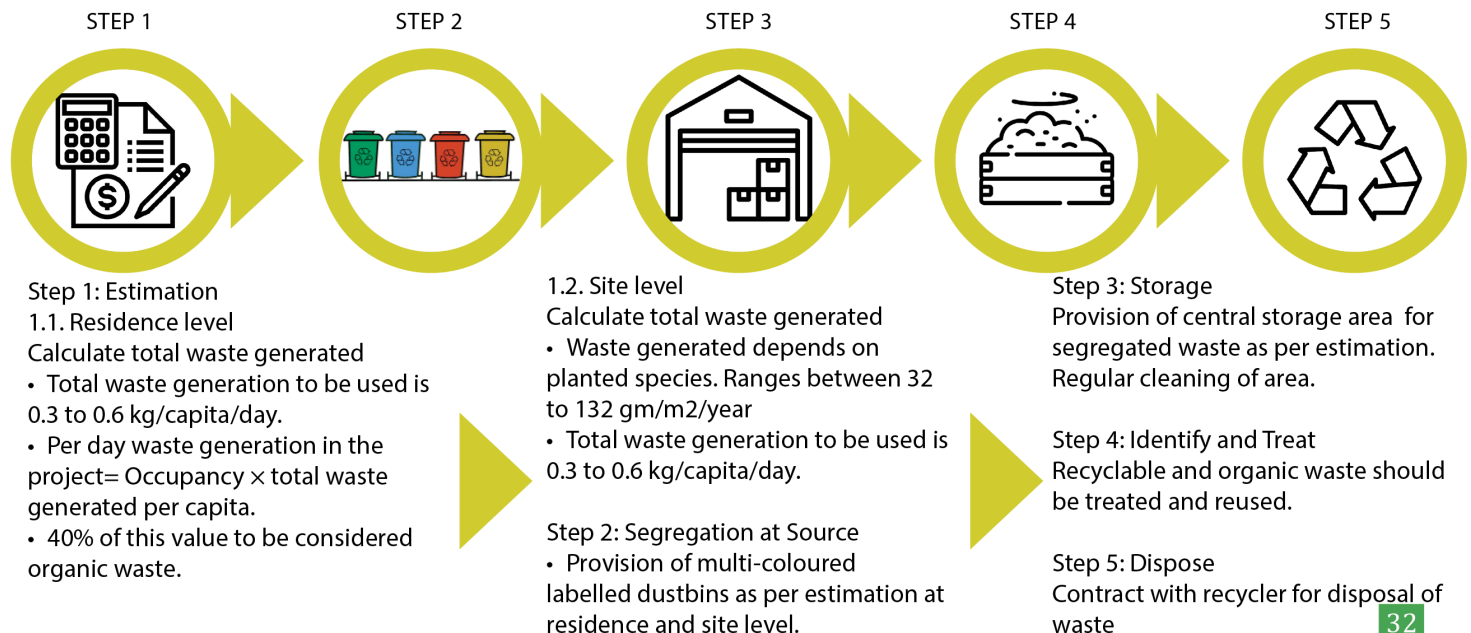 STEP 1
STEP 2
STEP 3
STEP 4
STEP 5
$
Step 1: Estimation
1.1. Residence level
Calculate total waste generated
• Total waste generation to be used is
0.3 to 0.6 kg/capita/day.
• Per day waste generation in the
project= Occupancy × total waste
generated per capita.
• 40% of this value to be considered
organic waste.
1.2. Site level
Calculate total waste generated
• Waste generated depends on
planted species. Ranges between 32
to 132 gm/m2/year
• Total waste generation to be used is
0.3 to 0.6 kg/capita/day.
Step 2: Segregation at Source
• Provision of multi-coloured
labelled dustbins as per estimation at
residence and site level.
Step 3: Storage
Provision of central storage area for
segregated waste as per estimation.
Regular cleaning of area.
Step 4: Identify and Treat
Recyclable and organic waste should
be treated and reused.
Step 5: Dispose
Contract with recycler for disposal of
waste
32